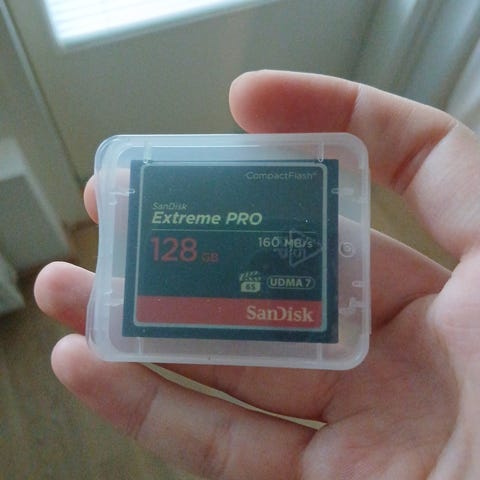 CompactFlash®
SanDisk
Extreme PRO
128 GB
160 MB/s
65
UDMA 7
SanDisk